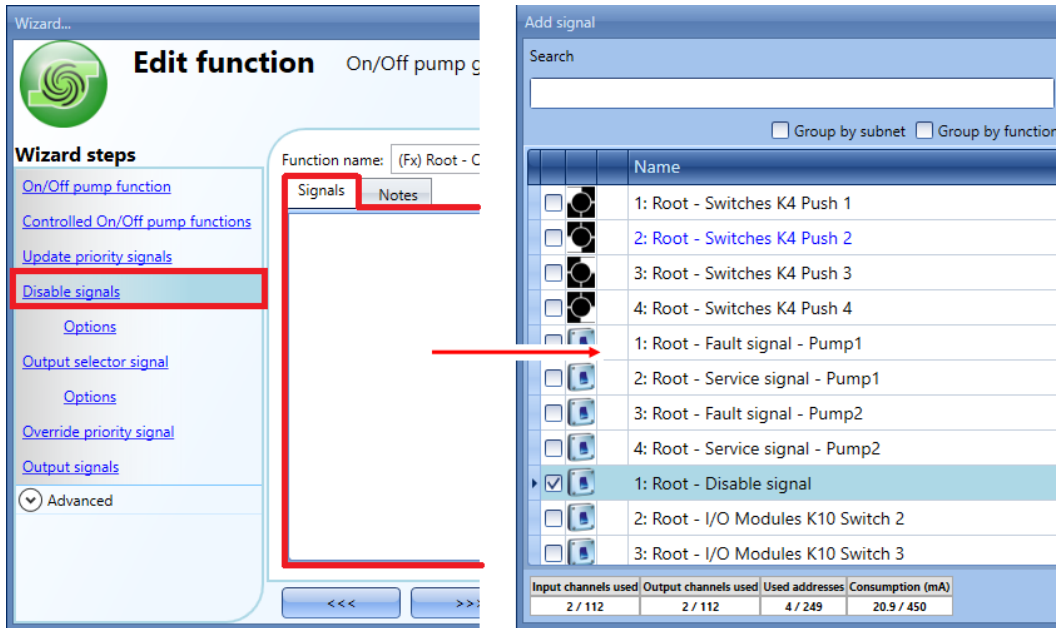 Wizard...
Edit function On/Off pump g
Wizard steps
On/Off pump function
Controlled On/Off pump functions
Update priority signals
Disable signals
Options
Output selector signal
Options
Override priority signal
Output signals
Advanced
Function name: (Fx) Root - C
Signals Notes
<<< >>>
Add signal
Search
Group by subnet Group by function
Name
1: Root - Switches K4 Push 1
2: Root - Switches K4 Push 2
3: Root - Switches K4 Push 3
4: Root - Switches K4 Push 4
1: Root - Fault signal - Pump1
2: Root - Service signal - Pump1
3: Root - Fault signal - Pump2
4: Root - Service signal - Pump2
1: Root - Disable signal
2: Root - I/O Modules K10 Switch 2
3: Root - I/O Modules K10 Switch 3
Input channels used Output channels used Used addresses Consumption (mA)
2 / 112 2 / 112 4 / 249 20.9 / 450